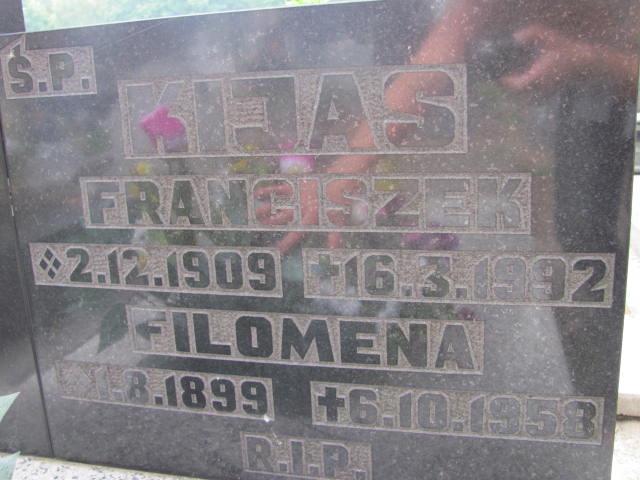 Ś.P.
KIJAS
FRANCISZEK
2.12.1909 †16.3.1992
FILOMENA
1.8.1899 †6.10.1958
R.I.P.